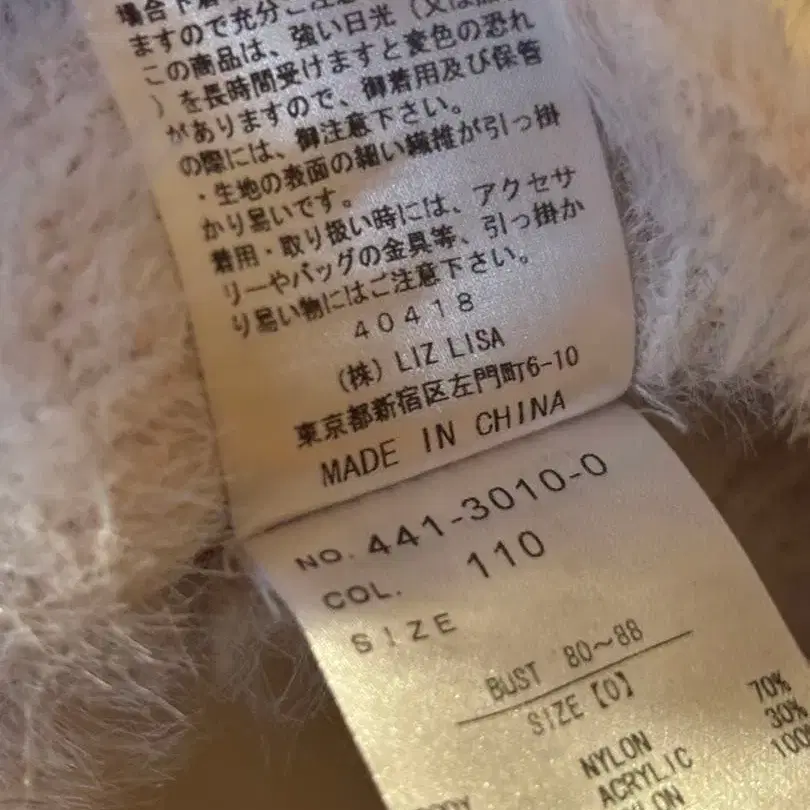 場合下着
ますので充分ご注意
この商品は、強い日光（又は
）を長時間受けますと変色の恐れ
がありますので、御着用及び保管
の際には、御注意下さい。
・生地の表面の細い繊維が引っ掛
かり易いです。
着用・取り扱い時には、アクセサ
リーやバッグの金具等、引っ掛か
り易い物にはご注意下さい。
40418
（株）LIZ LISA
東京都新宿区左門町6-10
MADE IN CHINA
NO. 441-3010-0
COL. 110
SIZE
BUST 80～88
SIZE【0】
NYLON 70%
ACRYLIC 30%